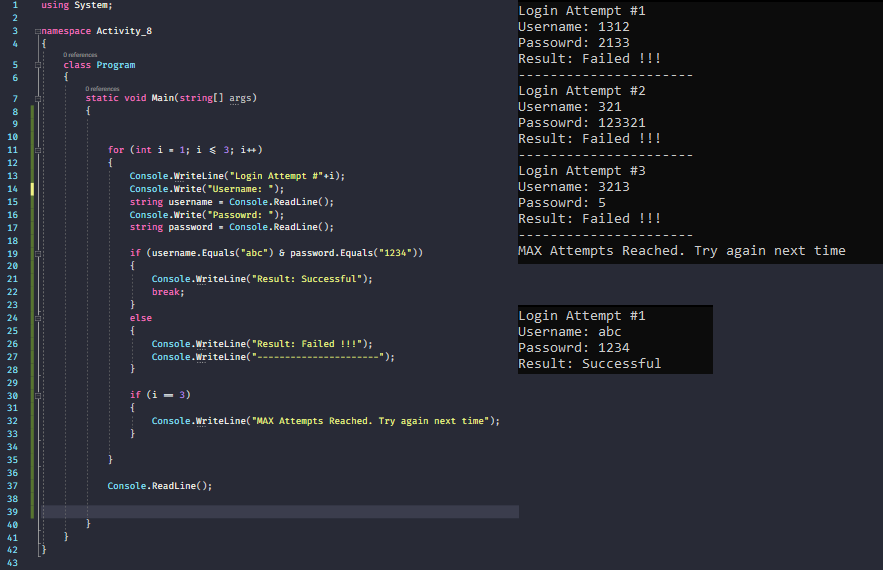 1 using System;
2
3 namespace Activity_8
4 {
0 references
5 class Program
6 {
0 references
7 static void Main(string[] args)
8 {
9
10
11 for (int i = 1; i ⩽ 3; i++)
12 {
13 Console.WriteLine("Login Attempt #"+i);
14 Console.Write("Username: ");
15 string username = Console.ReadLine();
16 Console.Write("Passowrd: ");
17 string password = Console.ReadLine();
18
19 if (username.Equals("abc") & password.Equals("1234"))
20 {
21 Console.WriteLine("Result: Successful");
22 break;
23 }
24 else
25 {
26 Console.WriteLine("Result: Failed !!!");
27 Console.WriteLine("----------------------");
28 }
29
30 if (i == 3)
31 {
32 Console.WriteLine("MAX Attempts Reached. Try again next time");
33 }
34
35 }
36
37 Console.ReadLine();
38
39
40 }
41 }
42 }
43
Login Attempt #1
Username: 1312
Passowrd: 2133
Result: Failed !!!
----------------------
Login Attempt #2
Username: 321
Passowrd: 123321
Result: Failed !!!
----------------------
Login Attempt #3
Username: 3213
Passowrd: 5
Result: Failed !!!
----------------------
MAX Attempts Reached. Try again next time
Login Attempt #1
Username: abc
Passowrd: 1234
Result: Successful